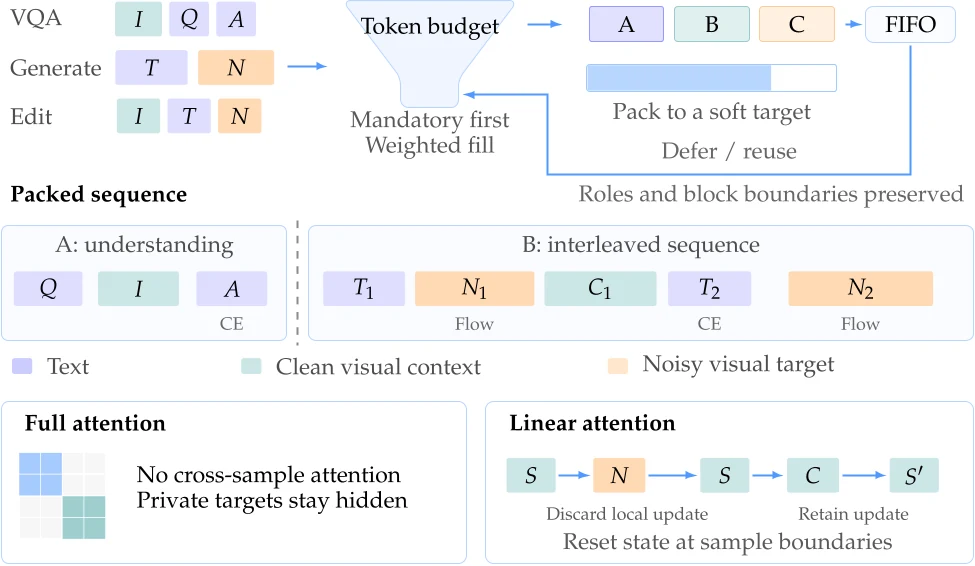 VQA I Q A
Generate T N
Edit I T N
Token budget
Mandatory first
Weighted fill
A B C FIFO
Pack to a soft target
Defer / reuse
Roles and block boundaries preserved
Packed sequence
A: understanding
Q I A
CE
B: interleaved sequence
T1 N1 C1 T2 N2
Flow CE Flow
Text Clean visual context Noisy visual target
Full attention
No cross-sample attention
Private targets stay hidden
Linear attention
S N S C S′
Discard local update Retain update
Reset state at sample boundaries